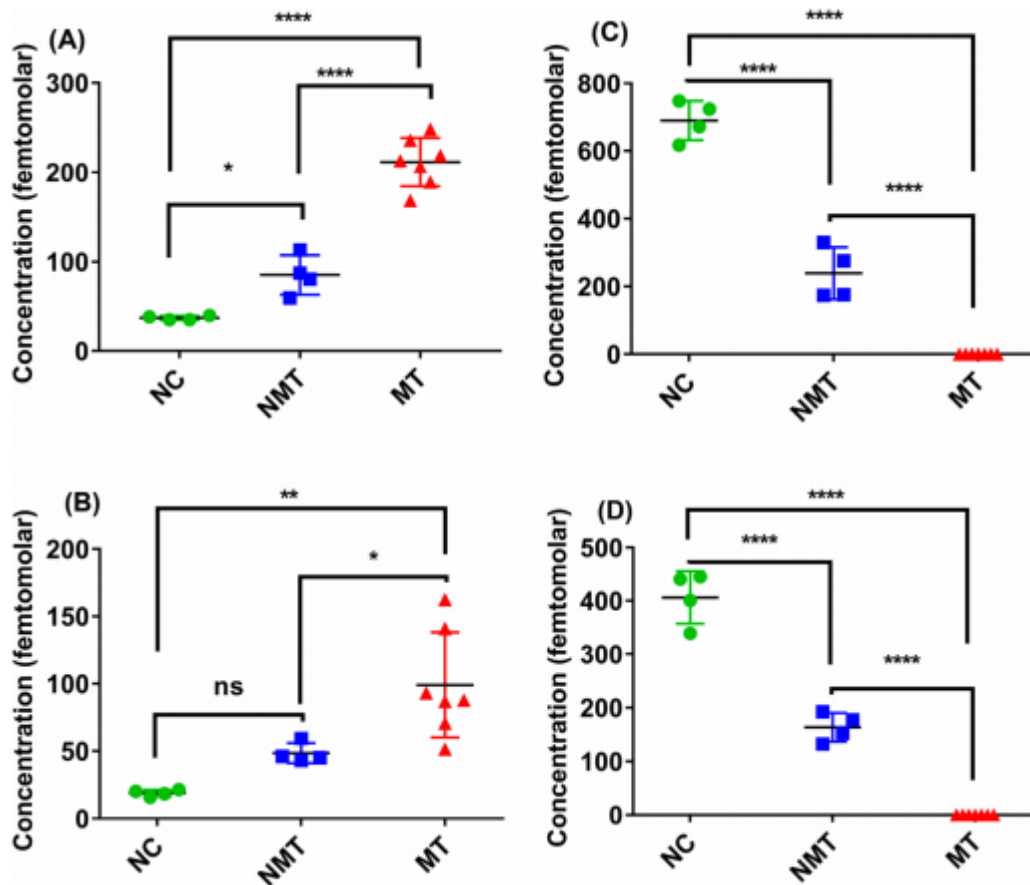 (A)
Concentration (femtomolar)
300
200
100
0
****
****
*
NC
NMT
MT
(C)
Concentration (femtomolar)
800
600
400
200
0
****
****
****
NC
NMT
MT
(B)
Concentration (femtomolar)
200
150
100
50
0
**
*
ns
NC
NMT
MT
(D)
Concentration (femtomolar)
500
400
300
200
100
0
****
****
****
NC
NMT
MT